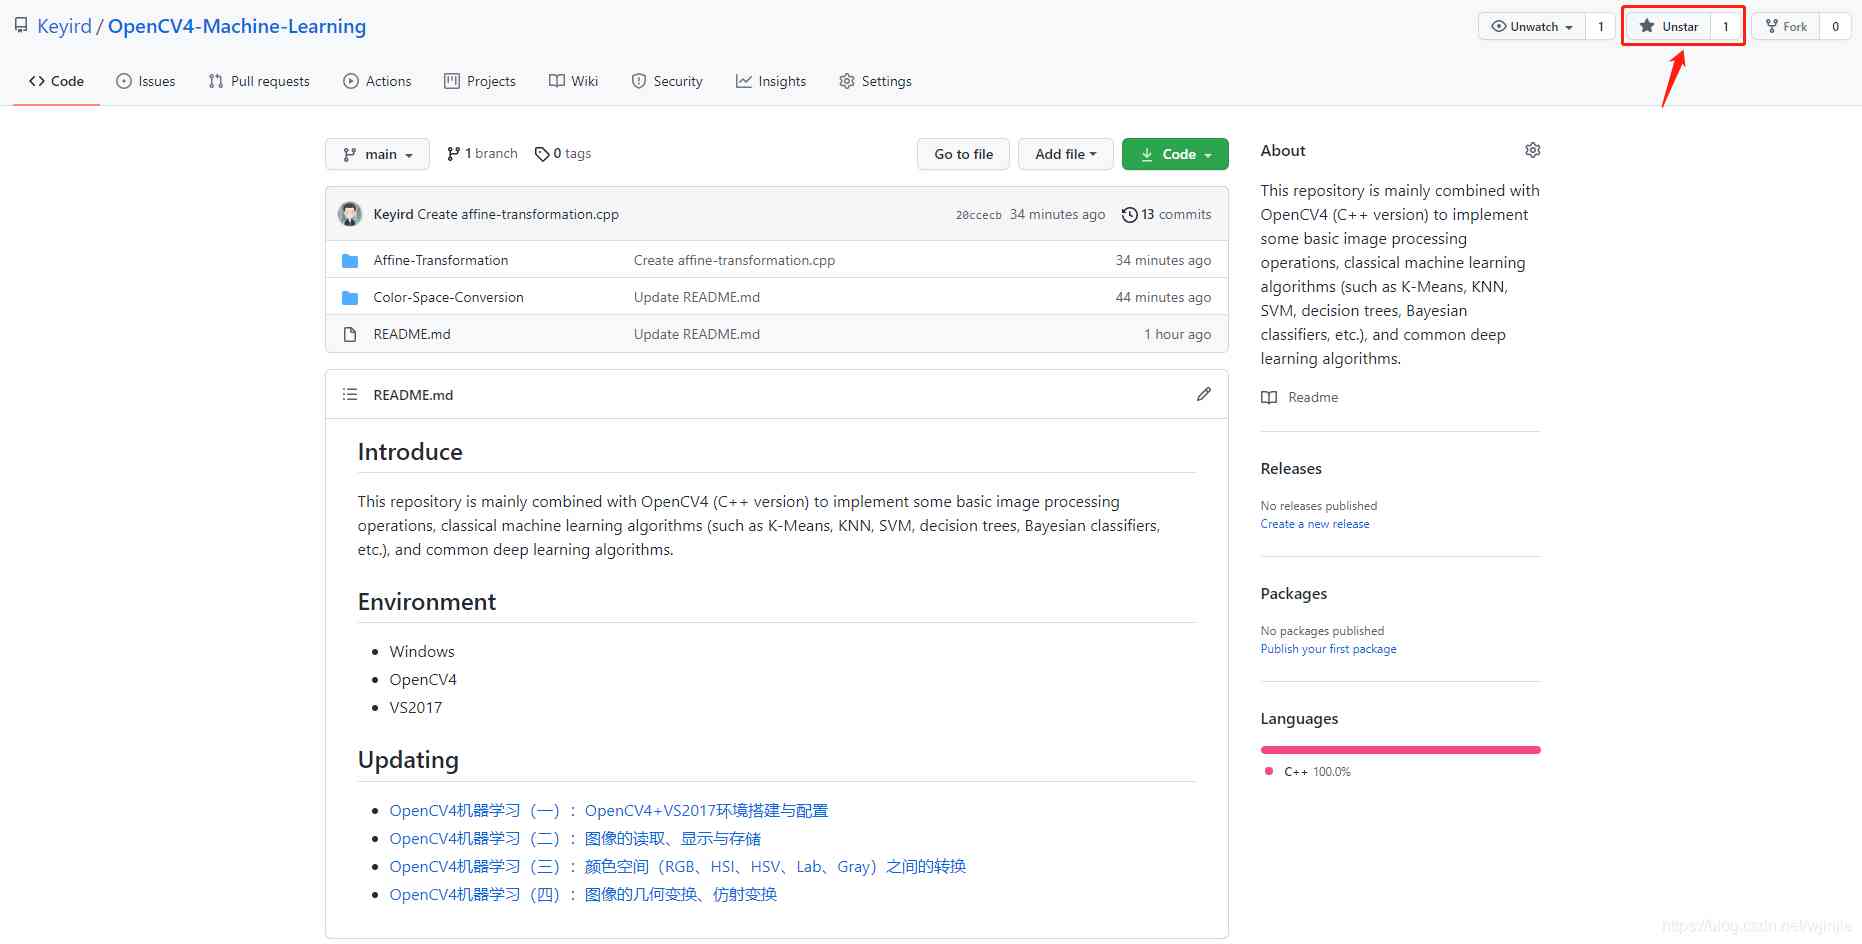 Keyird / OpenCV4-Machine-Learning
Unwatch 1
Unstar 1
Fork 0
Code Issues Pull requests Actions Projects Wiki Security Insights Settings
main 1 branch 0 tags
Go to file Add file Code
Keyird Create affine-transformation.cpp 20ccecb 34 minutes ago 13 commits
Affine-Transformation Create affine-transformation.cpp 34 minutes ago
Color-Space-Conversion Update README.md 44 minutes ago
README.md Update README.md 1 hour ago
README.md
Introduce
This repository is mainly combined with OpenCV4 (C++ version) to implement some basic image processing
operations, classical machine learning algorithms (such as K-Means, KNN, SVM, decision trees, Bayesian classifiers,
etc.), and common deep learning algorithms.
Environment
Windows
OpenCV4
VS2017
Updating
OpenCV4机器学习（一）：OpenCV4+VS2017环境搭建与配置
OpenCV4机器学习（二）：图像的读取、显示与存储
OpenCV4机器学习（三）：颜色空间（RGB、HSI、HSV、Lab、Gray）之间的转换
OpenCV4机器学习（四）：图像的几何变换、仿射变换
About
This repository is mainly combined with
OpenCV4 (C++ version) to implement
some basic image processing
operations, classical machine learning
algorithms (such as K-Means, KNN,
SVM, decision trees, Bayesian
classifiers, etc.), and common deep
learning algorithms.
Readme
Releases
No releases published
Create a new release
Packages
No packages published
Publish your first package
Languages
C++ 100.0%